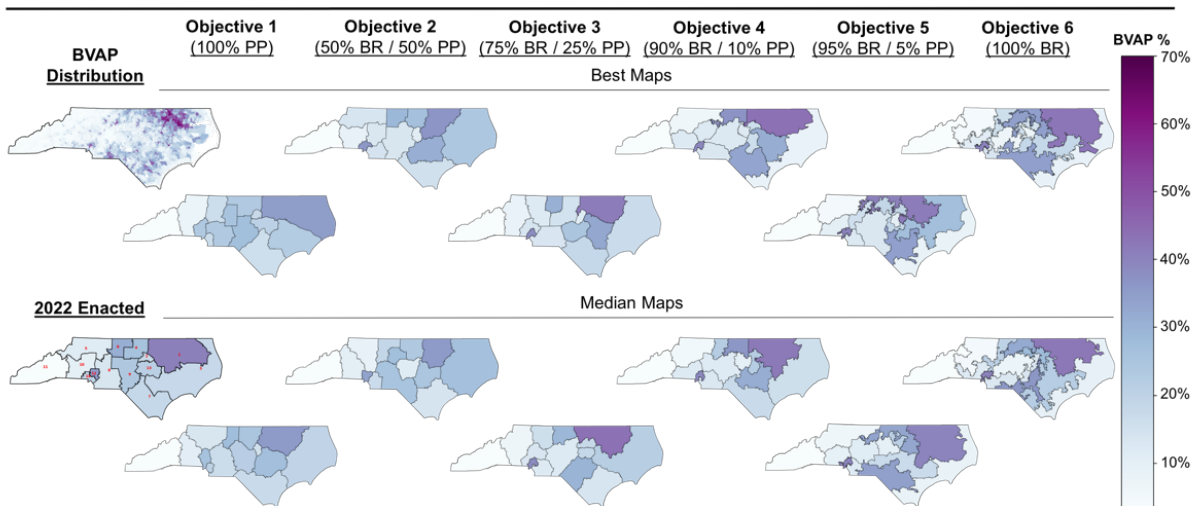 Objective 1 Objective 2 Objective 3 Objective 4 Objective 5 Objective 6
(100% PP) (50% BR / 50% PP) (75% BR / 25% PP) (90% BR / 10% PP) (95% BR / 5% PP) (100% BR)
BVAP %
BVAP
Distribution
Best Maps
70%
60%
50%
40%
30%
20%
10%
2022 Enacted
Median Maps